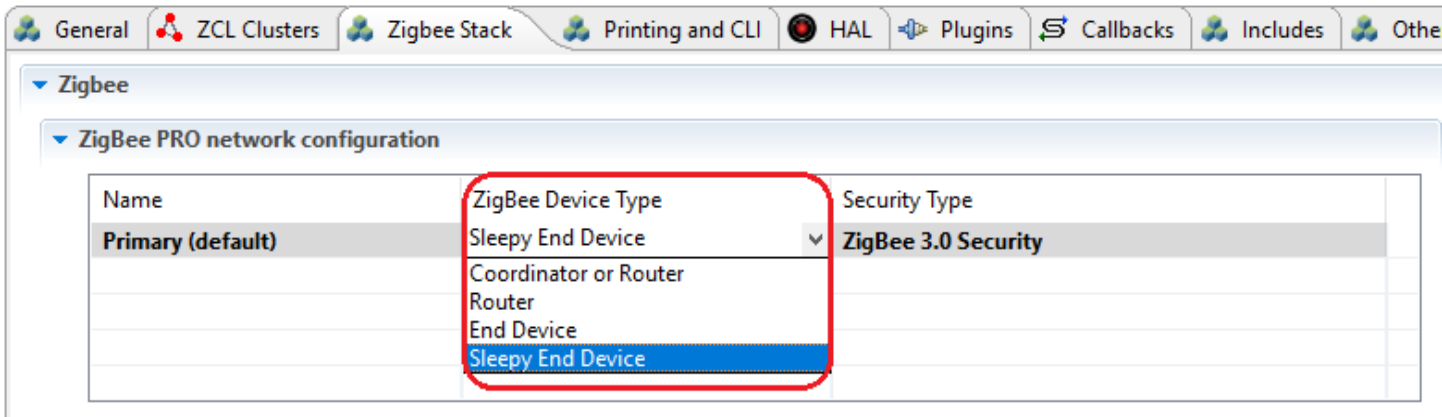 General ZCL Clusters Zigbee Stack Printing and CLI HAL Plugins Callbacks Includes Othe
Zigbee
ZigBee PRO network configuration
Name ZigBee Device Type Security Type
Primary (default) Sleepy End Device ZigBee 3.0 Security
Coordinator or Router
Router
End Device
Sleepy End Device